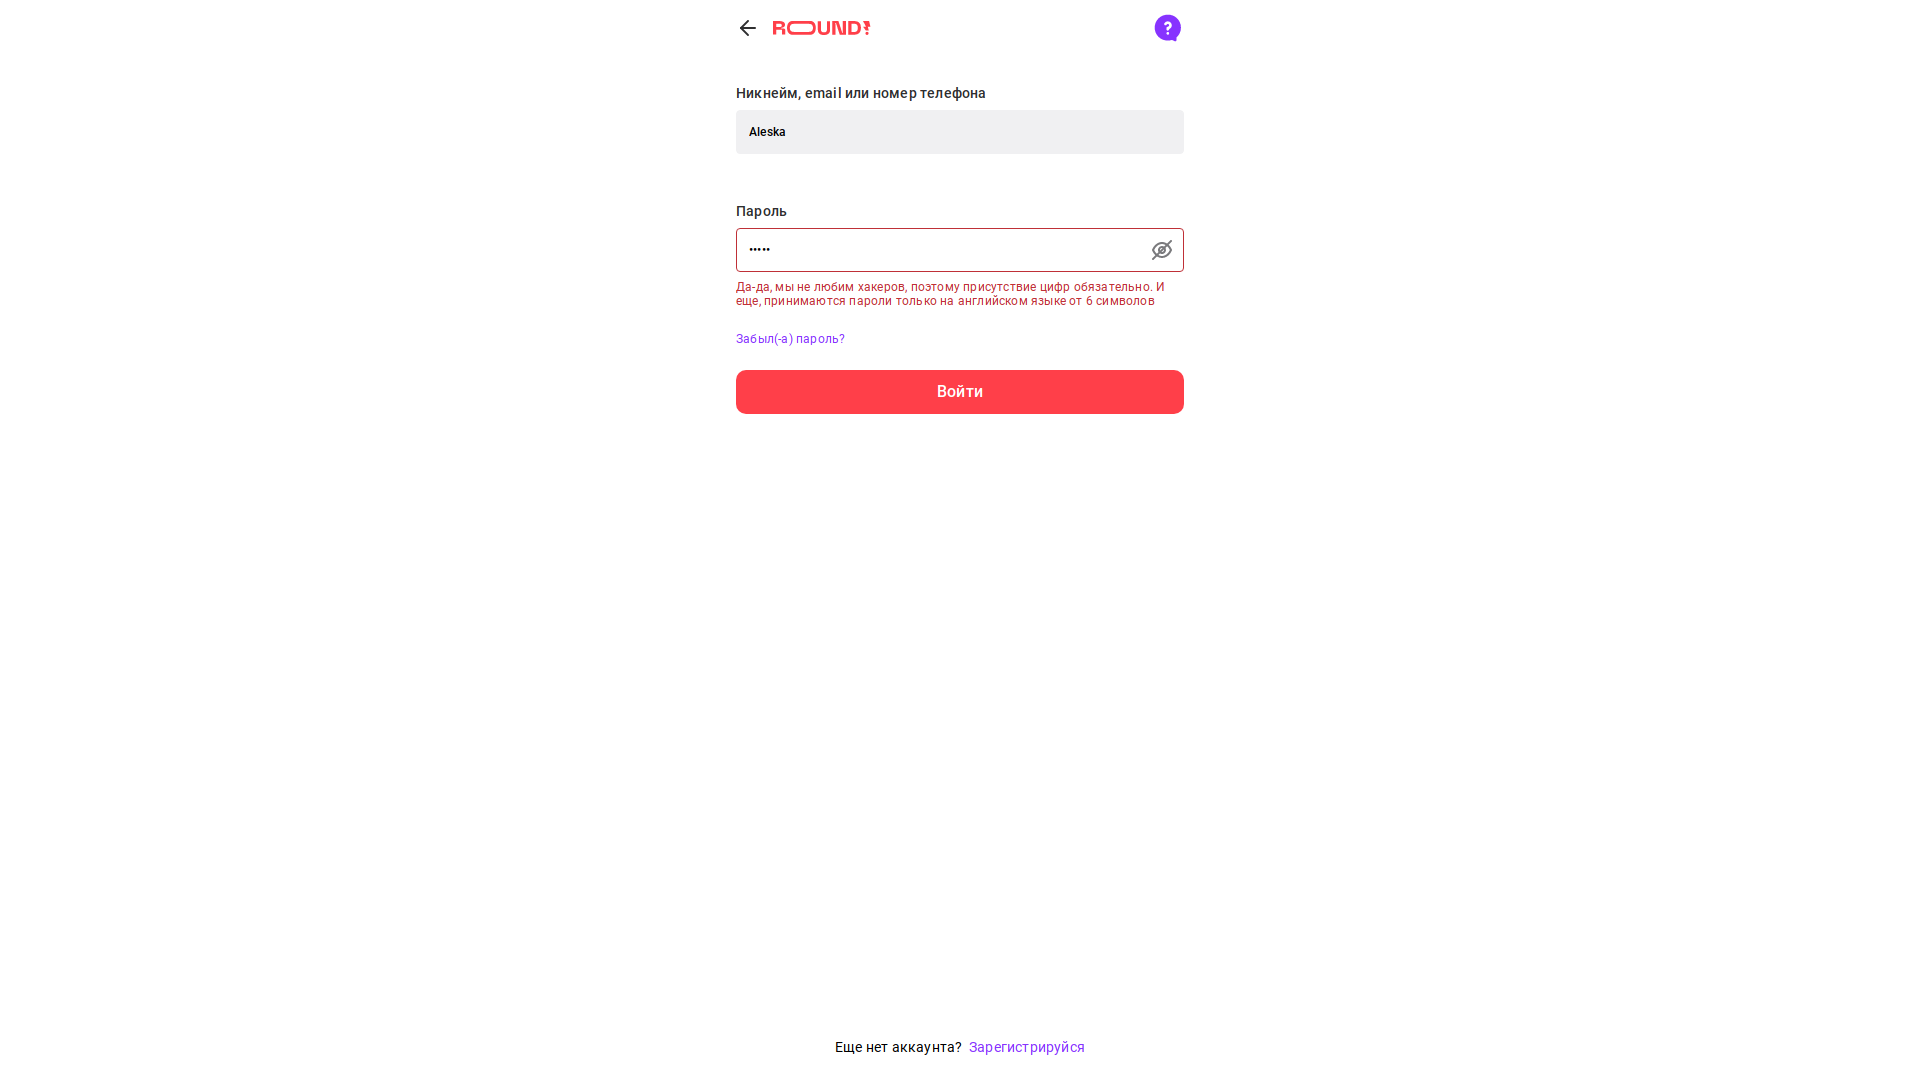 ROUND!
Никнейм, email или номер телефона
Aleska
Пароль
•••••
Да-да, мы не любим хакеров, поэтому присутствие цифр обязательно. И
еще, принимаются пароли только на английском языке от 6 символов
Забыл(-а) пароль?
Войти
Еще нет аккаунта? Зарегистрируйся